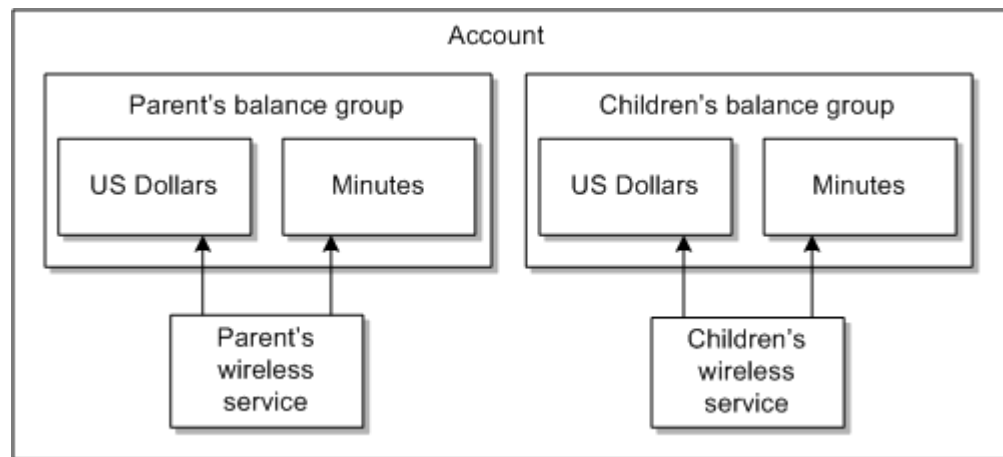 Account
Parent's balance group
US Dollars
Minutes
Parent's
wireless
service
Children's balance group
US Dollars
Minutes
Children's
wireless
service